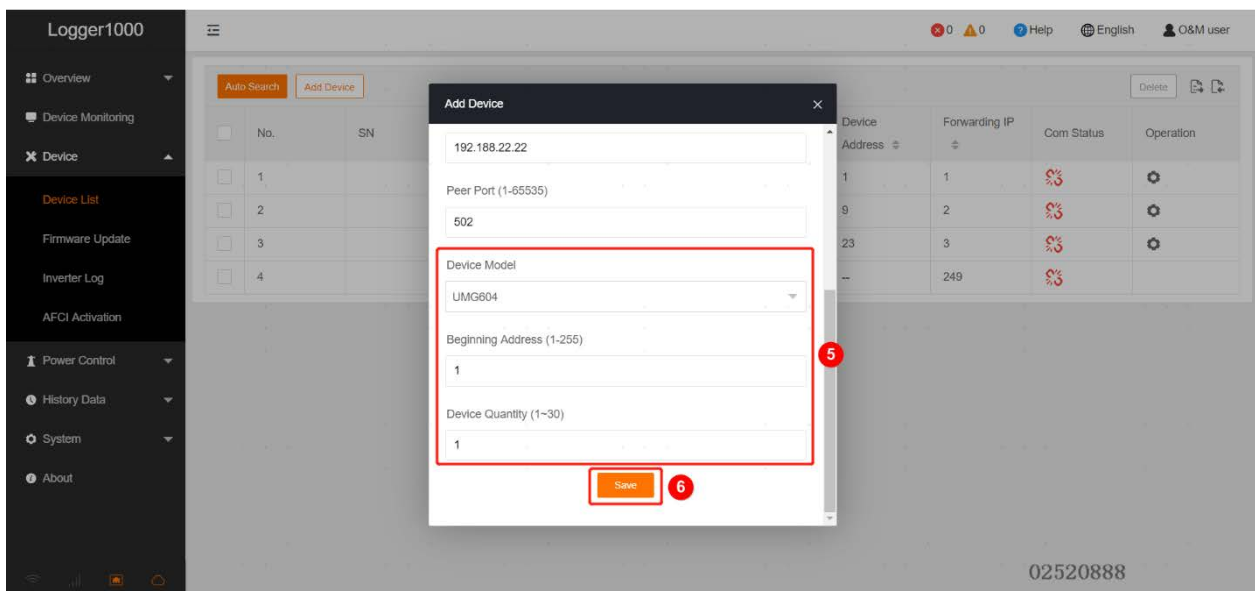 Logger1000
0 0 Help English O&M user
Overview
Device Monitoring
Device
Device List
Firmware Update
Inverter Log
AFCI Activation
Power Control
History Data
System
About
Auto Search Add Device Delete
No. SN Device Address Forwarding IP Com Status Operation
1 1 1
2 9 2
3 23 3
4 -- 249
Add Device ×
192.188.22.22
Peer Port (1-65535)
502
Device Model
UMG604
Beginning Address (1-255)
1
5
Device Quantity (1~30)
1
Save 6
02520888